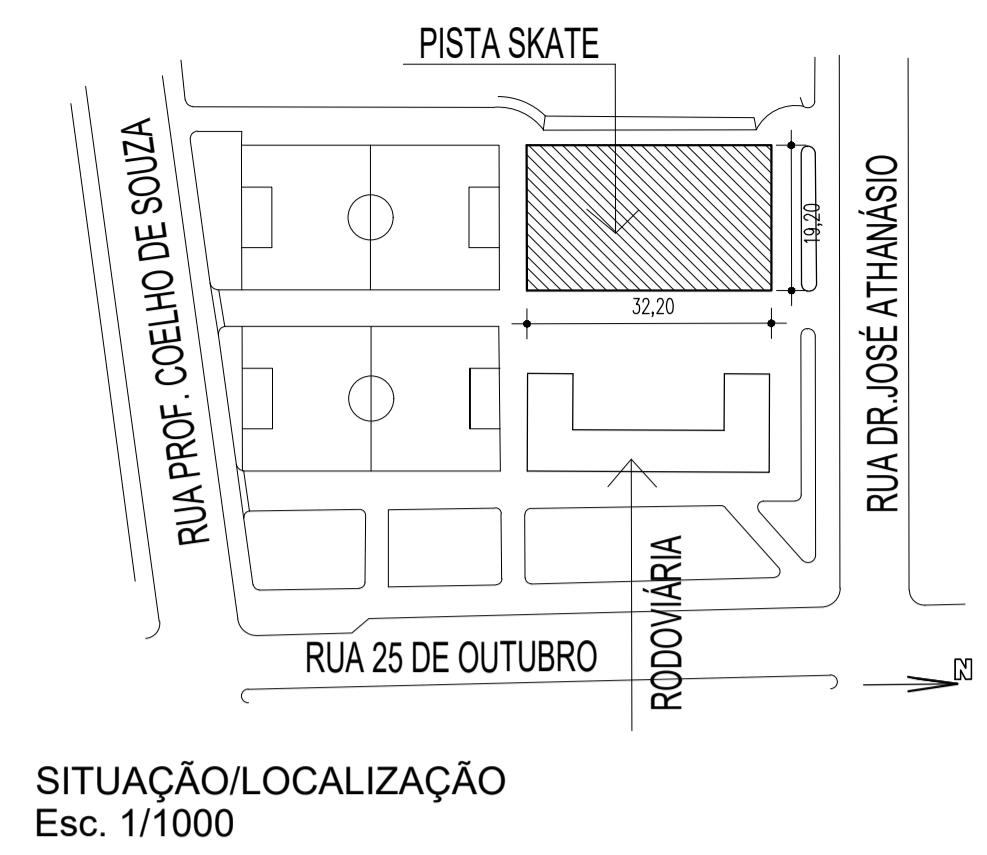 PISTA SKATE
RUA PROF. COELHO DE SOUZA
19,20
RUA DR.JOSÉ ATHANÁSIO
32,20
RODOVIÁRIA
RUA 25 DE OUTUBRO
N
SITUAÇÃO/LOCALIZAÇÃO
Esc. 1/1000